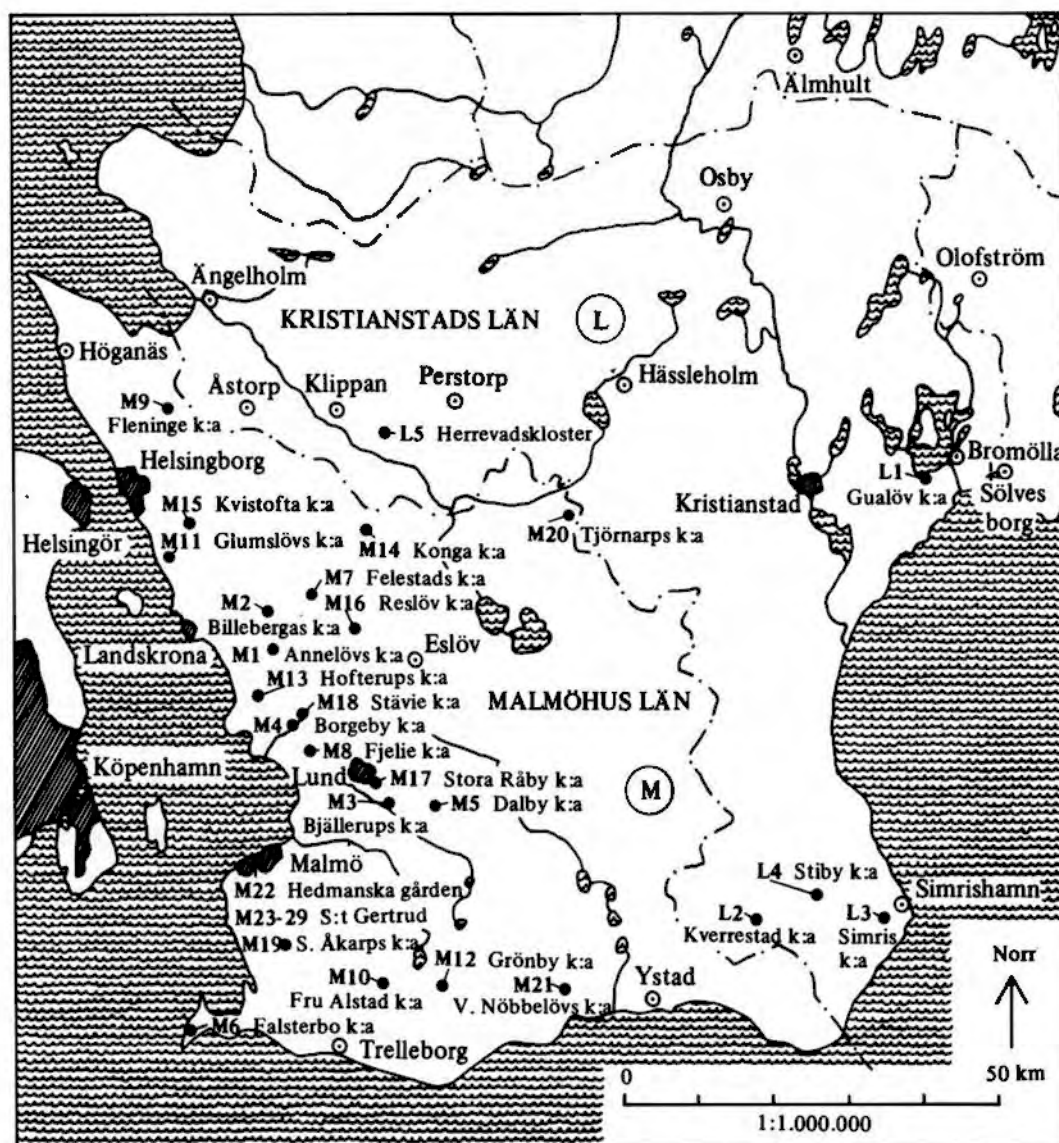 Älmhult
Osby
Olofström
Ängelholm
KRISTIANSTADS LÄN
L
Höganäs
Åstorp
Klippan
Perstorp
Hässleholm
M9
Fleninge k:a
L5 Herrevadskloster
Helsingborg
Bromölla
L1
Gualöv k:a
Sölves
borg
Kristianstad
M15 Kvistofta k:a
Helsingör
M11 Glumslövs k:a
M14 Konga k:a
M20 Tjörnarps k:a
M7 Felestads k:a
M2
M16 Reslöv k:a
Billebergas k:a
Landskrona
M1 Annelövs k:a
Eslöv
M13 Hofterups k:a
M18 Stävie k:a
MALMÖHUS LÄN
M4 Borgeby k:a
M8 Fjelie k:a
Köpenhamn
Lund
M17 Stora Råby k:a
M
M3
M5 Dalby k:a
Bjällerups k:a
Malmö
M22 Hedmanska gården
L4 Stiby k:a
Simrishamn
M23-29 S:t Gertrud
L2
Kverrestad k:a
L3
Simris
k:a
M19 S. Åkarps k:a
M12 Grönby k:a
M10
Fru Alstad k:a
M21
V. Nöbbelövs k:a
Ystad
Norr
M6 Falsterbo k:a
Trelleborg
0
50 km
1:1.000.000